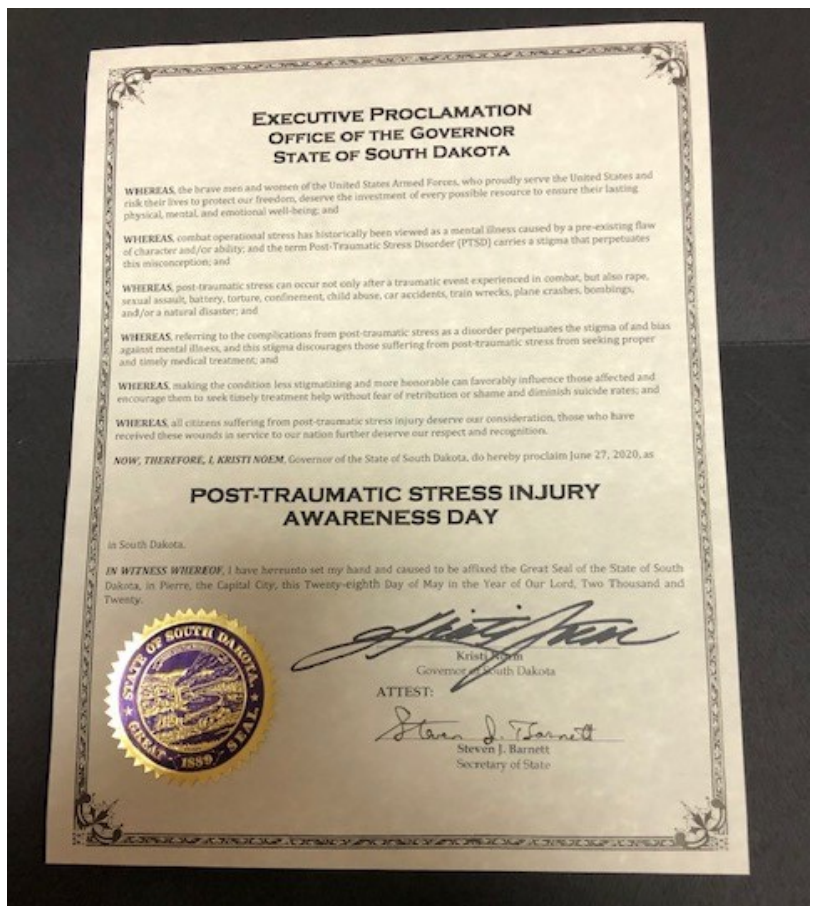 EXECUTIVE PROCLAMATION
OFFICE OF THE GOVERNOR
STATE OF SOUTH DAKOTA
WHEREAS, the brave men and women of the United States Armed Forces, who proudly serve the United States and
risk their lives to protect our freedom, deserve the investment of every possible resource to ensure their lasting
physical, mental, and emotional well-being; and
WHEREAS, combat operational stress has historically been viewed as a mental illness caused by a pre-existing flaw
of character and/or ability; and the term Post-Traumatic Stress Disorder (PTSD) carries a stigma that perpetuates
this misconception; and
WHEREAS, post-traumatic stress can occur not only after a traumatic event experienced in combat, but also rape,
sexual assault, battery, torture, confinement, child abuse, car accidents, train wrecks, plane crashes, bombings,
and/or a natural disaster; and
WHEREAS, referring to the complications from post-traumatic stress as a disorder perpetuates the stigma of and bias
against mental illness, and this stigma discourages those suffering from post-traumatic stress from seeking proper
and timely medical treatment; and
WHEREAS, making the condition less stigmatizing and more honorable can favorably influence those affected and
encourage them to seek timely treatment help without fear of retribution or shame and diminish suicide rates; and
WHEREAS, all citizens suffering from post-traumatic stress injury deserve our consideration, those who have
received these wounds in service to our nation further deserve our respect and recognition.
NOW, THEREFORE, I, KRISTI NOEM, Governor of the State of South Dakota, do hereby proclaim June 27, 2020, as
POST-TRAUMATIC STRESS INJURY
AWARENESS DAY
in South Dakota.
IN WITNESS WHEREOF, I have hereunto set my hand and caused to be affixed the Great Seal of the State of South
Dakota, in Pierre, the Capital City, this Twenty-eighth Day of May in the Year of Our Lord, Two Thousand and
Twenty.
Kristi Noem
Kristi Noem
Governor of South Dakota
ATTEST:
Steven J. Barnett
Steven J. Barnett
Secretary of State
STATE OF SOUTH DAKOTA
GREAT SEAL
1889